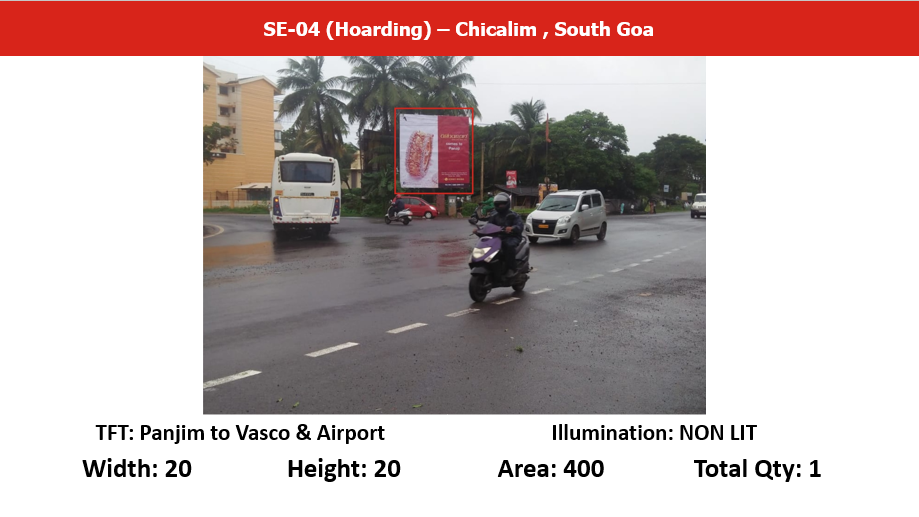 SE-04 (Hoarding) – Chicalim , South Goa
TFT: Panjim to Vasco & Airport
Illumination: NON LIT
Width: 20
Height: 20
Area: 400
Total Qty: 1